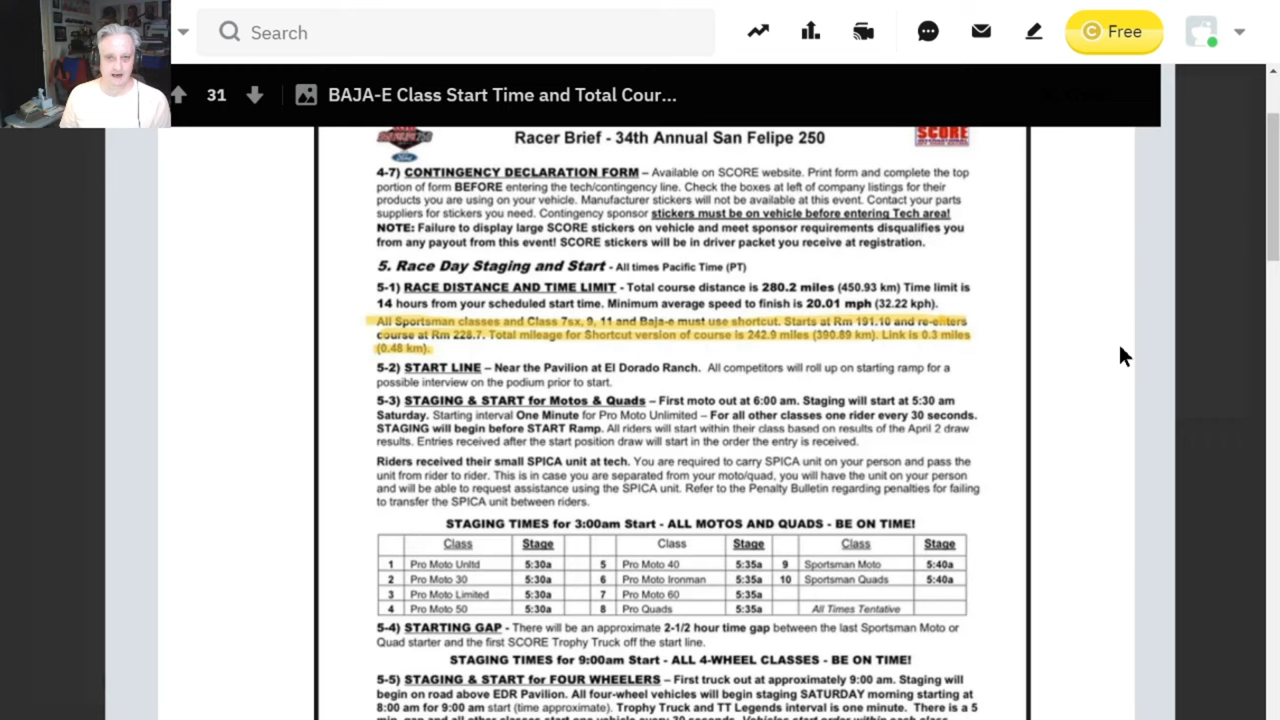 Search
Free
31
BAJA-E Class Start Time and Total Cour...
Racer Brief - 34th Annual San Felipe 250
SCORE
Ford
4-7) CONTINGENCY DECLARATION FORM – Available on SCORE website. Print form and complete the top
portion of form BEFORE entering the tech/contingency line. Check the boxes at left of company listings for their
products you are using on your vehicle. Manufacturer stickers will not be available at this event. Contact your parts
suppliers for stickers you need. Contingency sponsor stickers must be on vehicle before entering Tech area!
NOTE: Failure to display large SCORE stickers on vehicle and meet sponsor requirements disqualifies you
from any payout from this event! SCORE stickers will be in driver packet you receive at registration.
5. Race Day Staging and Start - All times Pacific Time (PT)
5-1) RACE DISTANCE AND TIME LIMIT - Total course distance is 280.2 miles (450.93 km) Time limit is
14 hours from your scheduled start time. Minimum average speed to finish is 20.01 mph (32.22 kph).
All Sportsman classes and Class 7sx, 9, 11 and Baja-e must use shortcut. Starts at Rm 191.10 and re-enters
course at Rm 228.7. Total mileage for Shortcut version of course is 242.9 miles (390.89 km). Link is 0.3 miles
(0.48 km).
5-2) START LINE – Near the Pavilion at El Dorado Ranch. All competitors will roll up on starting ramp for a
possible interview on the podium prior to start.
5-3) STAGING & START for Motos & Quads – First moto out at 6:00 am. Staging will start at 5:30 am
Saturday. Starting interval One Minute for Pro Moto Unlimited – For all other classes one rider every 30 seconds.
STAGING will begin before START Ramp. All riders will start within their class based on results of the April 2 draw
results. Entries received after the start position draw will start in the order the entry is received.
Riders received their small SPICA unit at tech. You are required to carry SPICA unit on your person and pass the
unit from rider to rider. This is in case you are separated from your moto/quad, you will have the unit on your person
and will be able to request assistance using the SPICA unit. Refer to the Penalty Bulletin regarding penalties for failing
to transfer the SPICA unit between riders.
STAGING TIMES for 3:00am Start - ALL MOTOS AND QUADS - BE ON TIME!
Class Stage Class Stage Class Stage
1 Pro Moto Unltd 5:30a 5 Pro Moto 40 5:35a 9 Sportsman Moto 5:40a
2 Pro Moto 30 5:30a 6 Pro Moto Ironman 5:35a 10 Sportsman Quads 5:40a
3 Pro Moto Limited 5:30a 7 Pro Moto 60 5:35a
4 Pro Moto 50 5:30a 8 Pro Quads 5:35a All Times Tentative
5-4) STARTING GAP - There will be an approximate 2-1/2 hour time gap between the last Sportsman Moto or
Quad starter and the first SCORE Trophy Truck off the start line.
STAGING TIMES for 9:00am Start - ALL 4-WHEEL CLASSES - BE ON TIME!
5-5) STAGING & START for FOUR WHEELERS – First truck out at approximately 9:00 am. Staging will
begin on road above EDR Pavilion. All four-wheel vehicles will begin staging SATURDAY morning starting at
8:00 am for 9:00 am start (time approximate). Trophy Truck and TT Legends interval is one minute. There is a 5
min. gap and all other classes start one vehicle every 30 seconds. Vehicles start order within each class